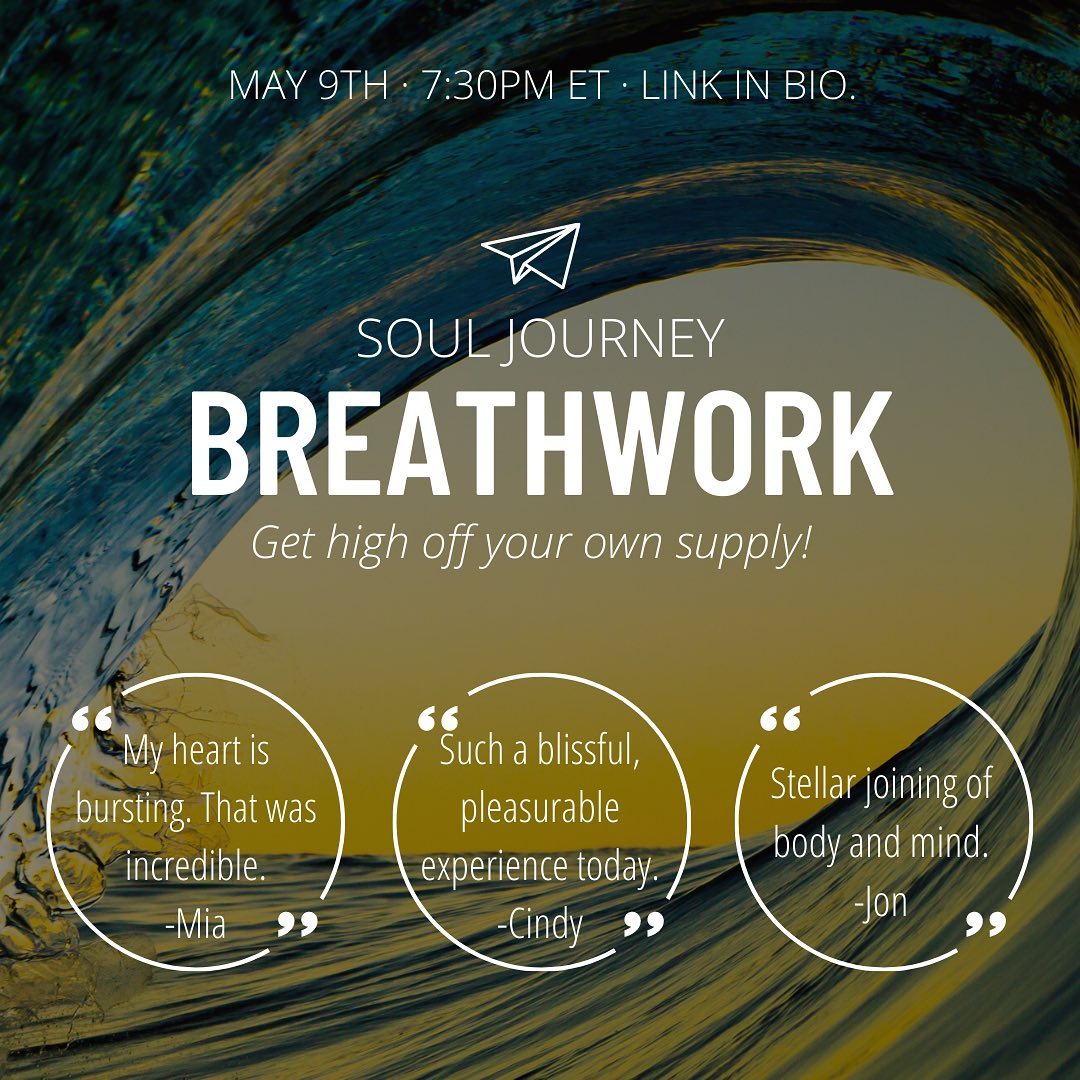 MAY 9TH · 7:30PM ET · LINK IN BIO.
SOUL JOURNEY
BREATHWORK
Get high off your own supply!
“My heart is
bursting. That was
incredible.
-Mia”
“Such a blissful,
pleasurable
experience today.
-Cindy”
“Stellar joining of
body and mind.
-Jon”